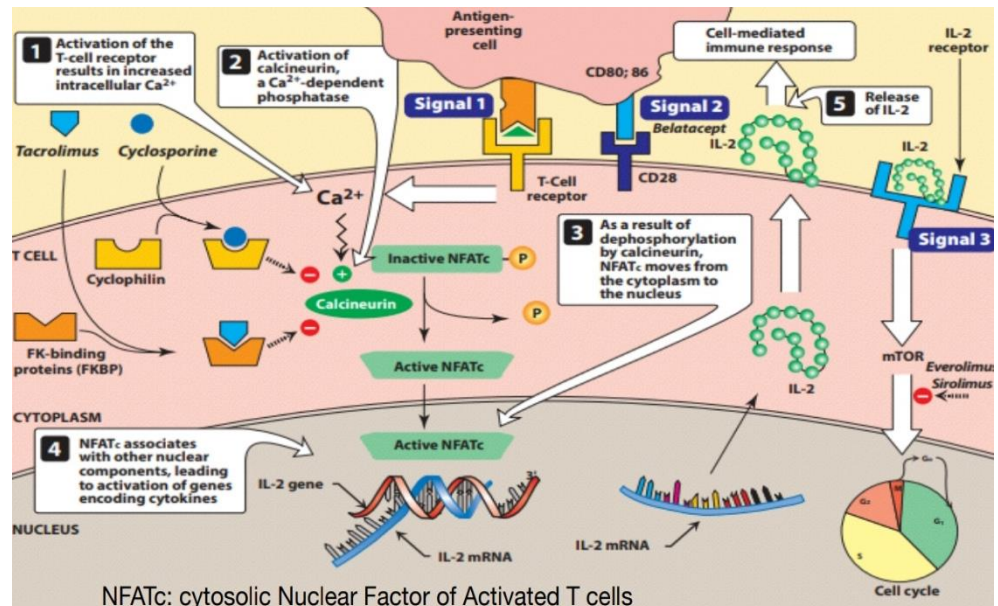 1
Activation of the
T-cell receptor
results in increased
intracellular Ca2+
2
Activation of
calcineurin,
a Ca2+-dependent
phosphatase
Antigen-
presenting
cell
CD80; 86
Cell-mediated
immune response
IL-2
receptor
Signal 1
Signal 2
Belatacept
5
Release
of IL-2
Tacrolimus
Cyclosporine
IL-2
IL-2
T-Cell
receptor
CD28
Ca2+
Signal 3
T CELL
Cyclophilin
Inactive NFATc
P
3
As a result of
dephosphorylation
by calcineurin,
NFATc moves from
the cytoplasm to
the nucleus
Calcineurin
P
FK-binding
proteins (FKBP)
Active NFATc
IL-2
mTOR
Everolimus
Sirolimus
CYTOPLASM
4
NFATc associates
with other nuclear
components, leading
to activation of genes
encoding cytokines
Active NFATc
IL-2 gene
3'
G0
M
G2
G1
S
NUCLEUS
IL-2 mRNA
IL-2 mRNA
Cell cycle
NFATc: cytosolic Nuclear Factor of Activated T cells